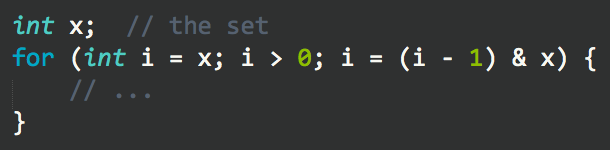 int x;  // the set
for (int i = x; i > 0; i = (i - 1) & x) {
    // ...
}